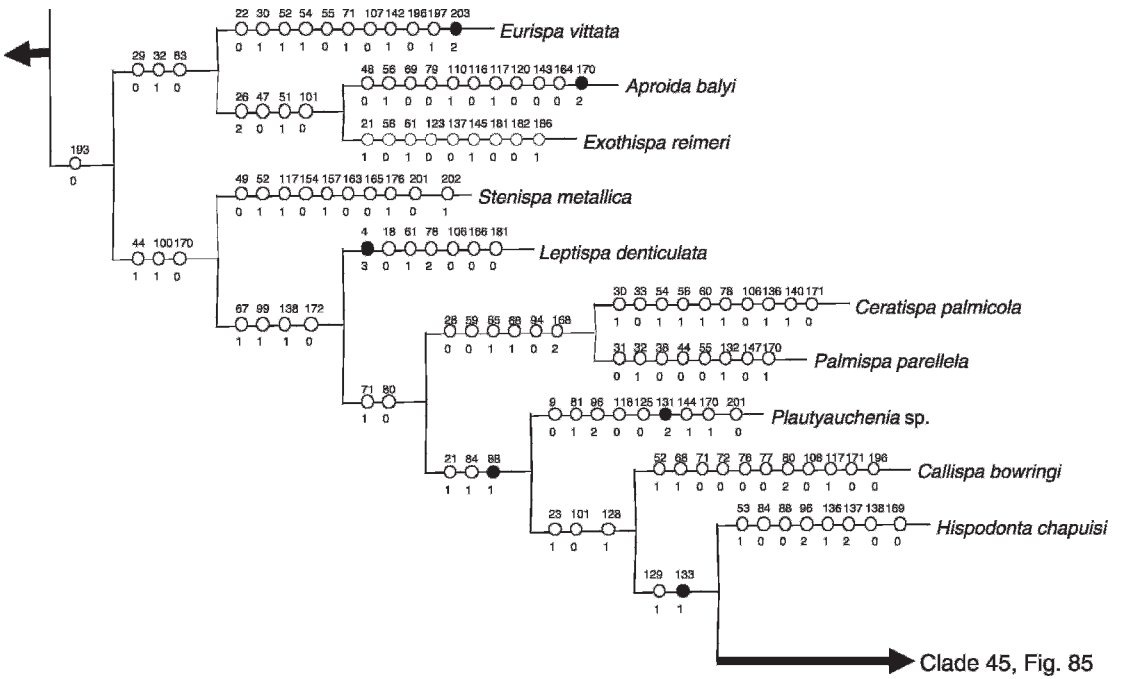 22 30 52 54 55 71 107 142 196 197 203
Eurispa vittata
0 1 1 1 0 1 0 1 0 1 2
29 32 83
0 1 0
48 56 69 79 110 116 117 120 143 164 170
Aproida balyi
0 1 0 0 1 0 1 0 0 0 2
26 47 51 101
2 0 1 0
21 56 61 123 137 145 181 182 186
Exothispa reimeri
1 0 1 0 0 1 0 0 1
193
0
49 52 117 154 157 163 165 176 201 202
Stenispa metallica
0 1 1 0 1 0 0 1 0 1
44 100 170
1 1 0
4 18 61 76 106 166 181
Leptispa denticulata
3 0 1 2 0 0 0
67 99 138 172
1 1 1 0
30 33 54 56 60 78 106 136 140 171
Ceratispa palmicola
1 0 1 1 1 1 0 1 1 0
28 59 65 68 94 168
0 0 1 1 0 2
31 32 38 44 55 132 147 170
Palmispa parellela
0 1 0 0 0 1 0 1
71 80
1 0
9 81 96 118 125 131 144 170 201
Plautyauchenia sp.
0 1 2 0 0 2 1 1 0
21 84 98
1 1 1
52 68 71 72 76 77 80 108 117 171 196
Callispa bowringi
1 1 0 0 0 0 2 0 1 0 0
23 101 128
1 0 1
53 84 88 96 136 137 138 169
Hispodonta chapuisi
1 0 0 2 1 2 0 0
129 133
1 1
Clade 45, Fig. 85